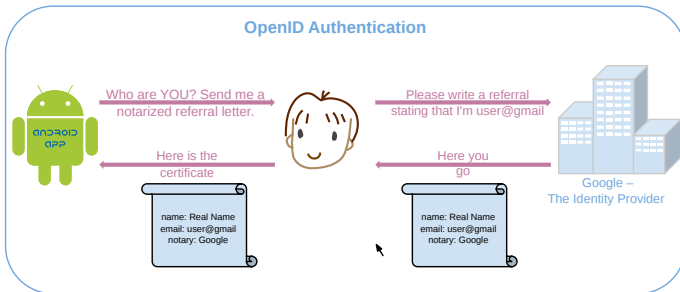 OpenID Authentication
Who are YOU? Send me a
notarized referral letter.
Please write a referral
stating that I'm user@gmail
ANDROID
APP
Here is the
certificate
Here you
go
Google –
The Identity Provider
name: Real Name
email: user@gmail
notary: Google
name: Real Name
email: user@gmail
notary: Google